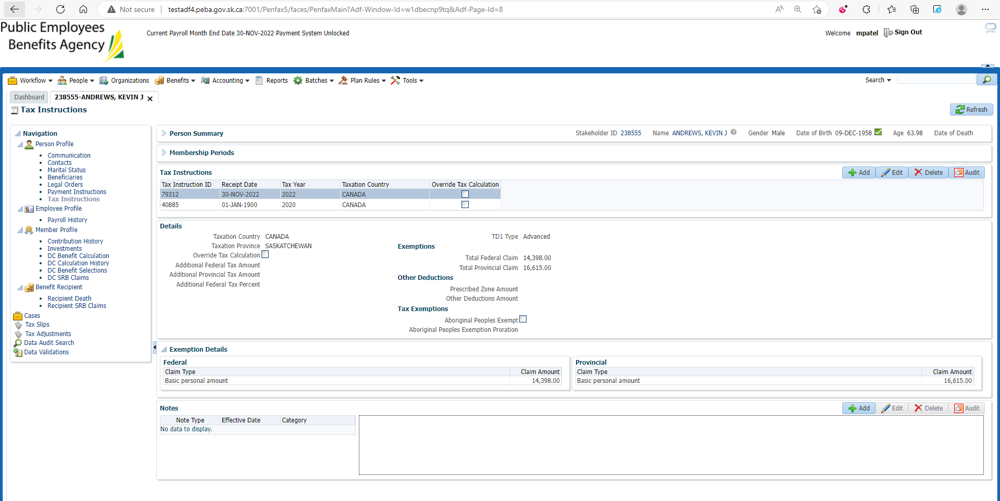 Not secure | testadf4.peba.gov.sk.ca:7001/Penfax5/faces/PenfaxMain?Adf-Window-Id=w1dbecnp9tq&Adf-Page-Id=8
Public Employees
Benefits Agency
Current Payroll Month End Date 30-NOV-2022 Payment System Unlocked
Welcome mpatel Sign Out
Workflow People Organizations Benefits Accounting Reports Batches Plan Rules Tools Search
Dashboard 238555-ANDREWS, KEVIN J
Tax Instructions
Refresh
Navigation
Person Profile
Communication
Contacts
Marital Status
Beneficiaries
Legal Orders
Payment Instructions
Tax Instructions
Employee Profile
Payroll History
Member Profile
Contribution History
Investments
DC Benefit Calculation
DC Calculation History
DC Benefit Selections
DC SRB Claims
Benefit Recipient
Recipient Death
Recipient SRB Claims
Cases
Tax Slips
Tax Adjustments
Data Audit Search
Data Validations
Person Summary Stakeholder ID 238555 Name ANDREWS, KEVIN J Gender Male Date of Birth 09-DEC-1958 Age 63.98 Date of Death
Membership Periods
Tax Instructions Add Edit Delete Audit
Tax Instruction ID Receipt Date Tax Year Taxation Country Override Tax Calculation
79312 30-NOV-2022 2022 CANADA
40885 01-JAN-1900 2020 CANADA
Details
Taxation Country CANADA
Taxation Province SASKATCHEWAN
Override Tax Calculation
Additional Federal Tax Amount
Additional Provincial Tax Amount
Additional Federal Tax Percent
TD1 Type Advanced
Exemptions
Total Federal Claim 14,398.00
Total Provincial Claim 16,615.00
Other Deductions
Prescribed Zone Amount
Other Deductions Amount
Tax Exemptions
Aboriginal Peoples Exempt
Aboriginal Peoples Exemption Proration
Exemption Details
Federal
Claim Type Claim Amount
Basic personal amount 14,398.00
Provincial
Claim Type Claim Amount
Basic personal amount 16,615.00
Notes Add Edit Delete Audit
Note Type Effective Date Category
No data to display.